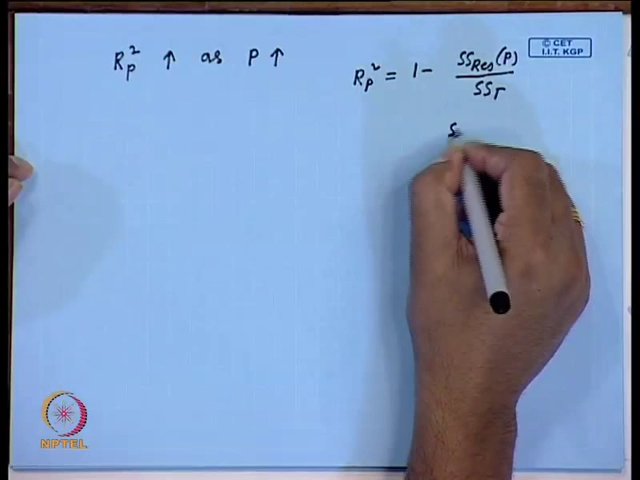 © CET
I.I.T. KGP
R_p^2 ↑ as P ↑
R_p^2 = 1 - SS_Res(P) / SS_T
S
NPTEL